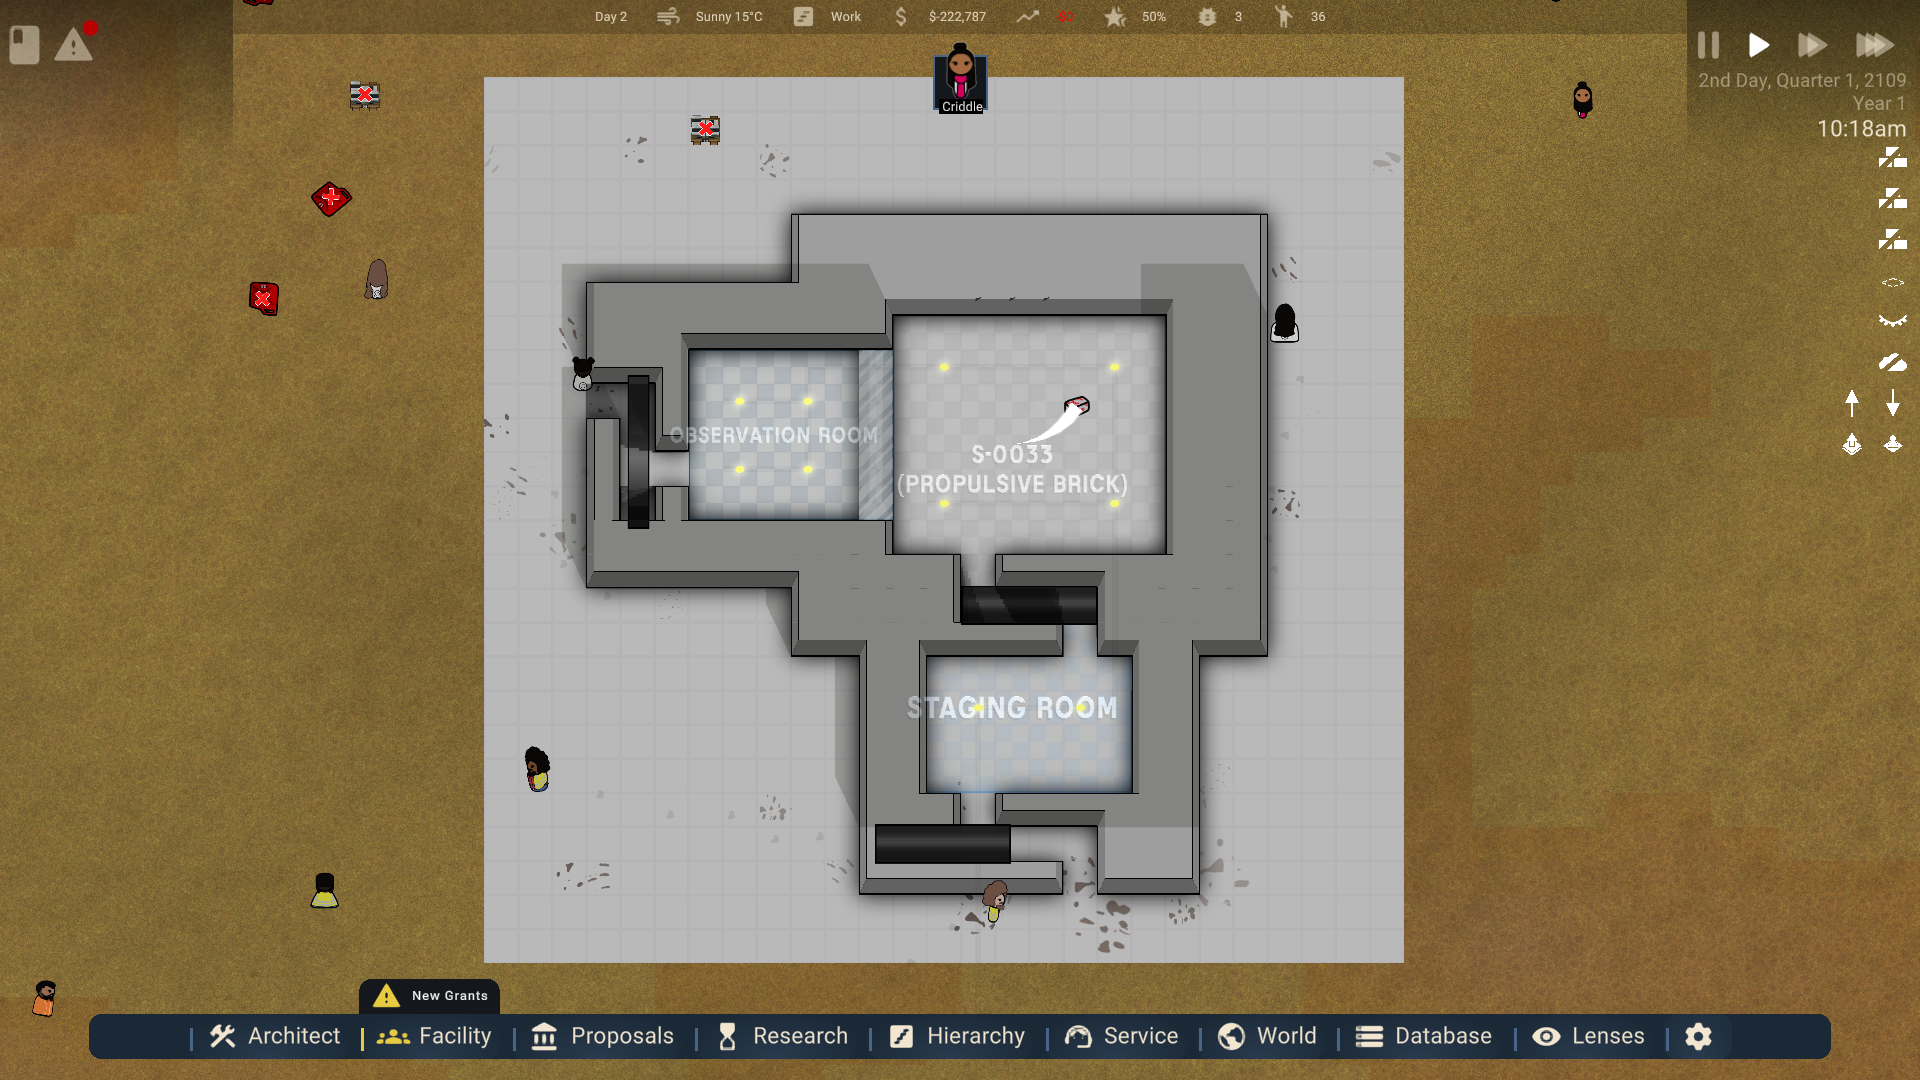 Day 2 Sunny 15°C Work $-222,787 50% 3 36
2nd Day, Quarter 1, 2109
Year 1
10:18am
Criddle
OBSERVATION ROOM
S-0033
(PROPULSIVE BRICK)
STAGING ROOM
New Grants
Architect Facility Proposals Research Hierarchy Service World Database Lenses